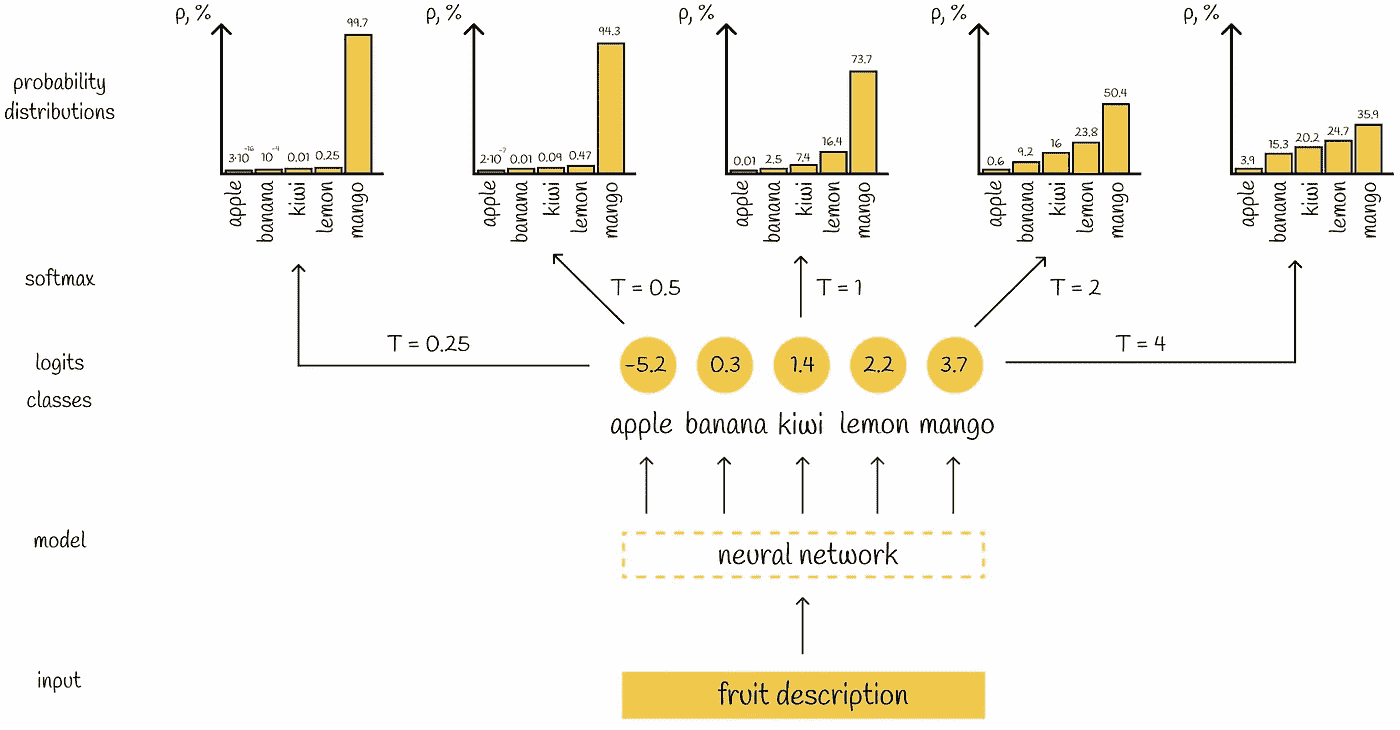 ρ, % ρ, % ρ, % ρ, % ρ, %
probability
distributions
3·10⁻¹⁶ 10⁻⁴ 0.01 0.25 99.7
apple banana kiwi lemon mango
2·10⁻⁷ 0.01 0.09 0.47 94.3
apple banana kiwi lemon mango
0.01 2.5 7.4 16.4 73.7
apple banana kiwi lemon mango
0.6 9.2 16 23.8 50.4
apple banana kiwi lemon mango
3.9 15.3 20.2 24.7 35.9
apple banana kiwi lemon mango
softmax
T = 0.25
T = 0.5
T = 1
T = 2
T = 4
logits
-5.2 0.3 1.4 2.2 3.7
classes
apple banana kiwi lemon mango
model
neural network
input
fruit description